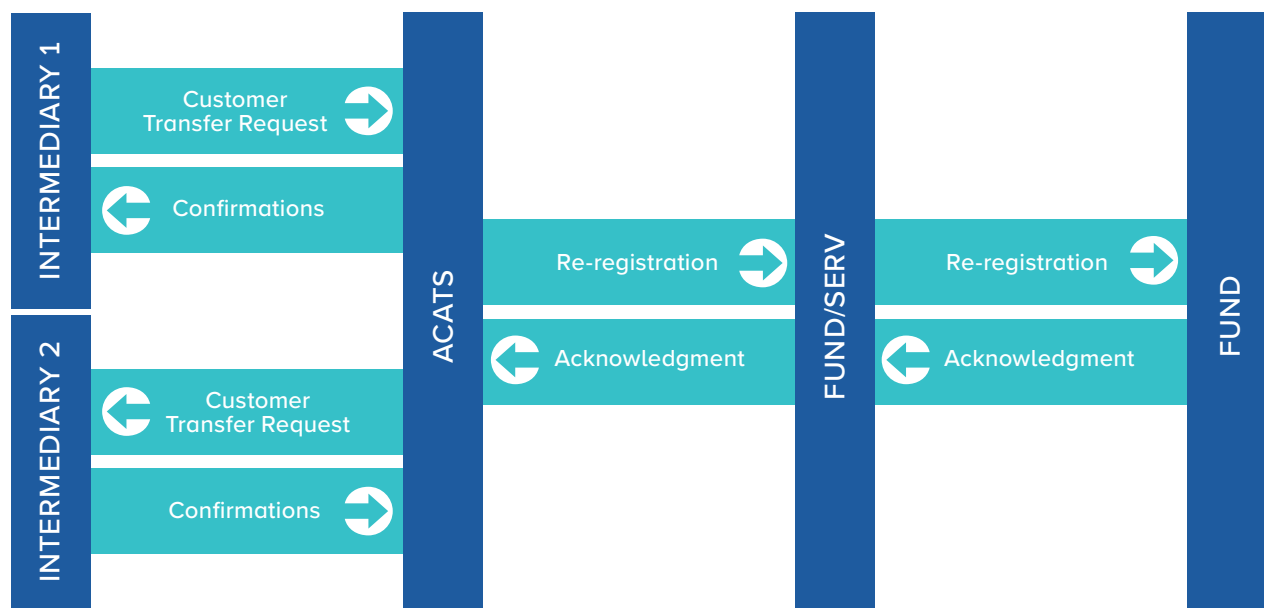 INTERMEDIARY 1
Customer
Transfer Request
Confirmations
INTERMEDIARY 2
Customer
Transfer Request
Confirmations
ACATS
Re-registration
Acknowledgment
FUND/SERV
Re-registration
Acknowledgment
FUND